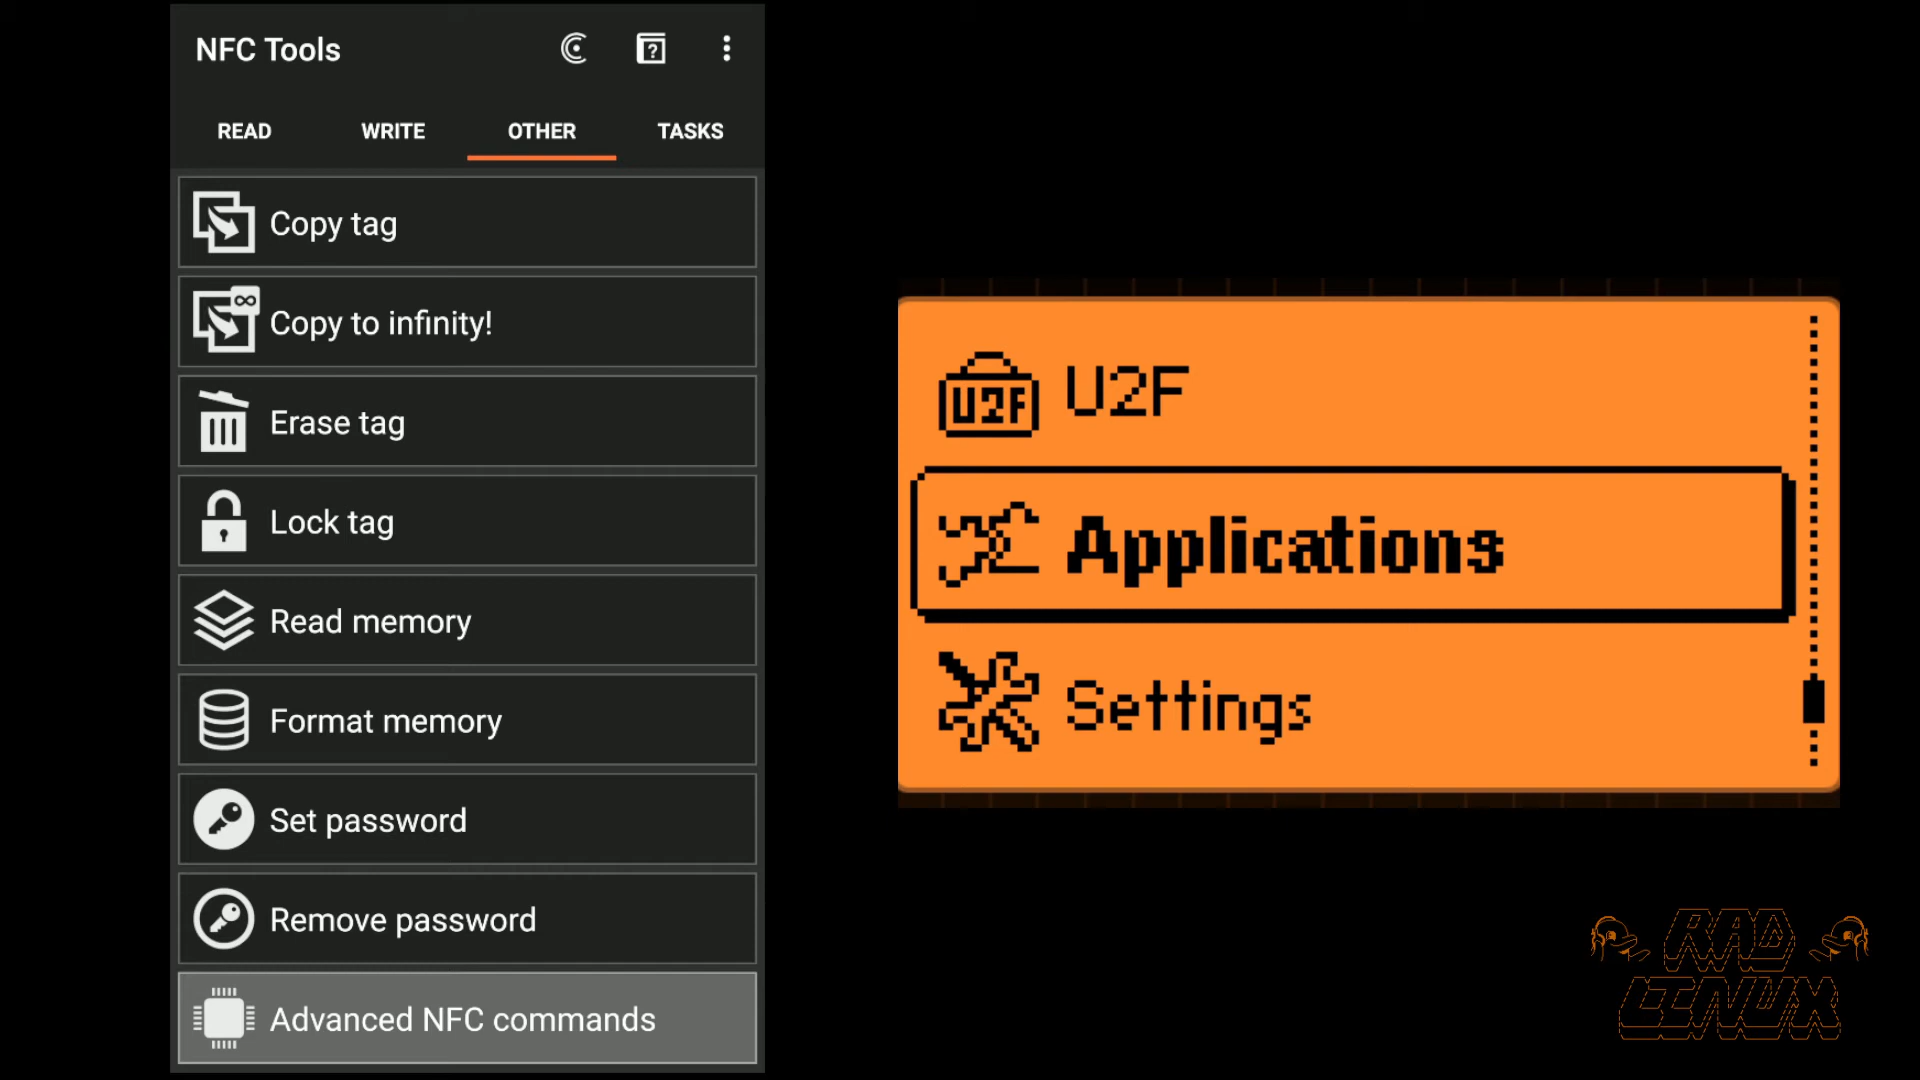 NFC Tools
READ WRITE OTHER TASKS
Copy tag
Copy to infinity!
Erase tag
Lock tag
Read memory
Format memory
Set password
Remove password
Advanced NFC commands
U2F U2F
Applications
Settings
RAD
LINUX